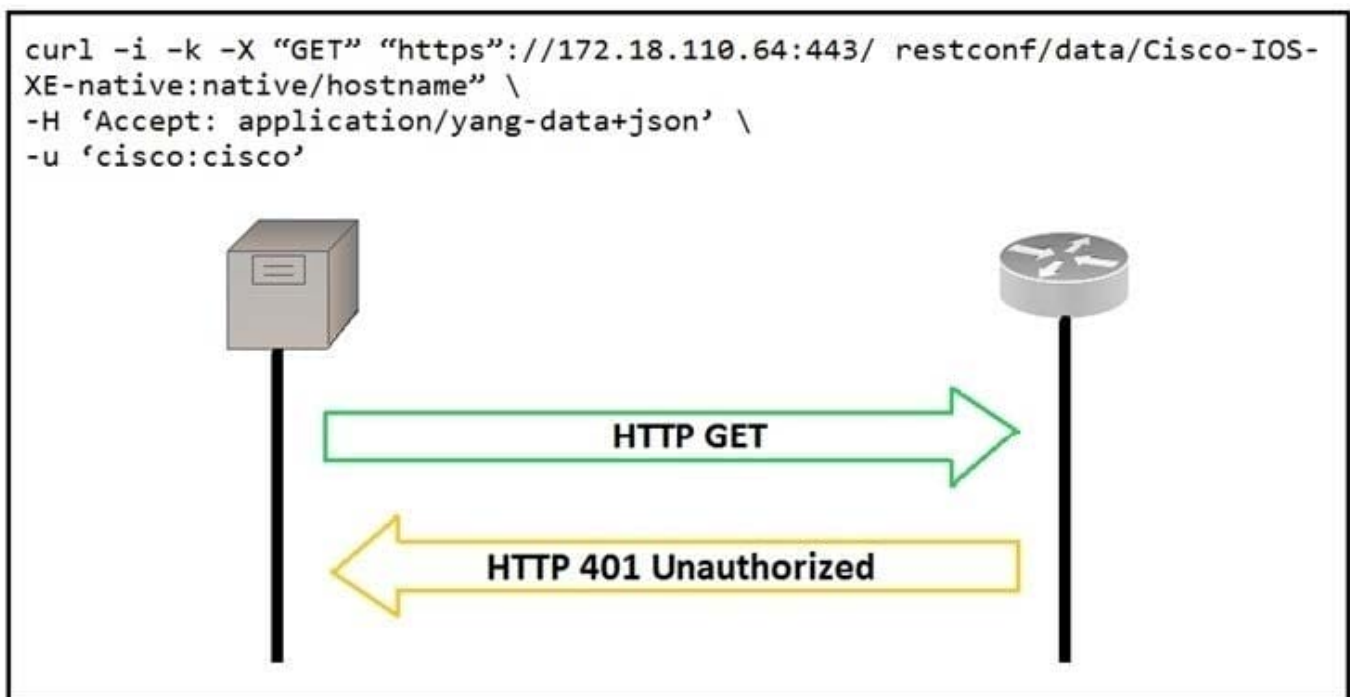 curl –i –k –X “GET” “https”://172.18.110.64:443/ restconf/data/Cisco-IOS-
XE-native:native/hostname” \
-H ‘Accept: application/yang-data+json’ \
-u ‘cisco:cisco’
HTTP GET
HTTP 401 Unauthorized